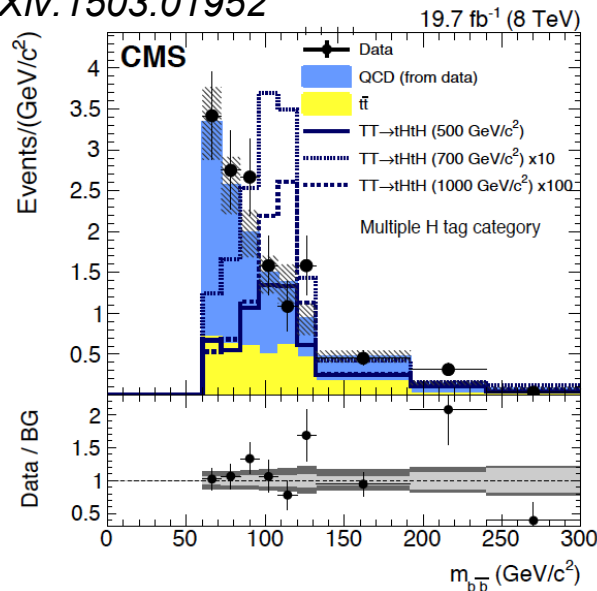 XIV:1503.01952
19.7 fb⁻¹ (8 TeV)
CMS
Data
QCD (from data)
tt̄
TT→tHtH (500 GeV/c²)
TT→tHtH (700 GeV/c²) x10
TT→tHtH (1000 GeV/c²) x100
Multiple H tag category
Events/(GeV/c²)
4
3.5
3
2.5
2
1.5
1
0.5
Data / BG
2
1.5
1
0.5
0 50 100 150 200 250 300
m_bb̄ (GeV/c²)